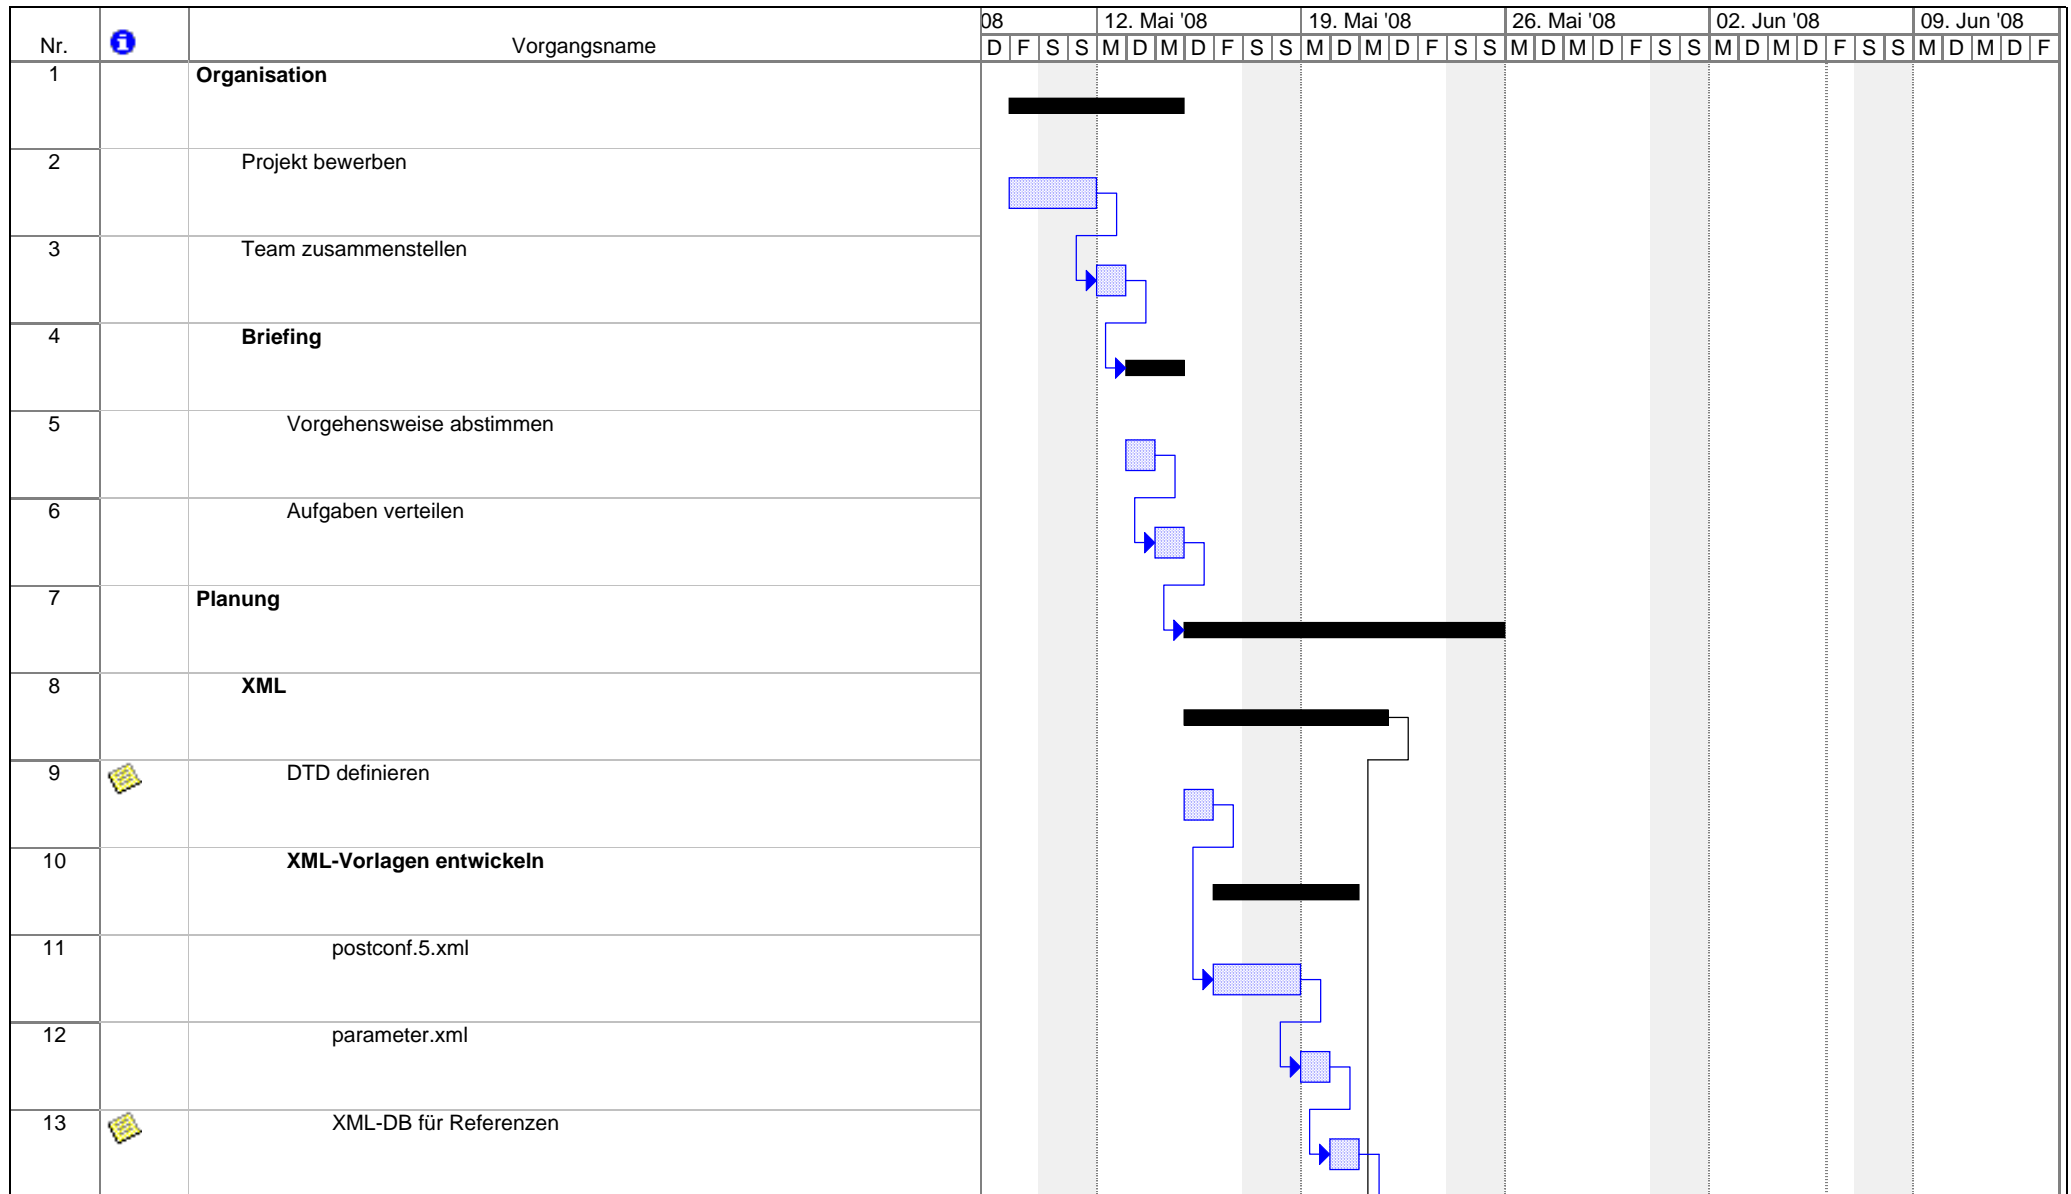 08 12. Mai '08 19. Mai '08 26. Mai '08 02. Jun '08 09. Jun '08
Nr. Vorgangsname D F S S M D M D F S S M D M D F S S M D M D F S S M D M D F S S M D M D F
1 Organisation
2 Projekt bewerben
3 Team zusammenstellen
4 Briefing
5 Vorgehensweise abstimmen
6 Aufgaben verteilen
7 Planung
8 XML
9 DTD definieren
10 XML-Vorlagen entwickeln
11 postconf.5.xml
12 parameter.xml
13 XML-DB für Referenzen